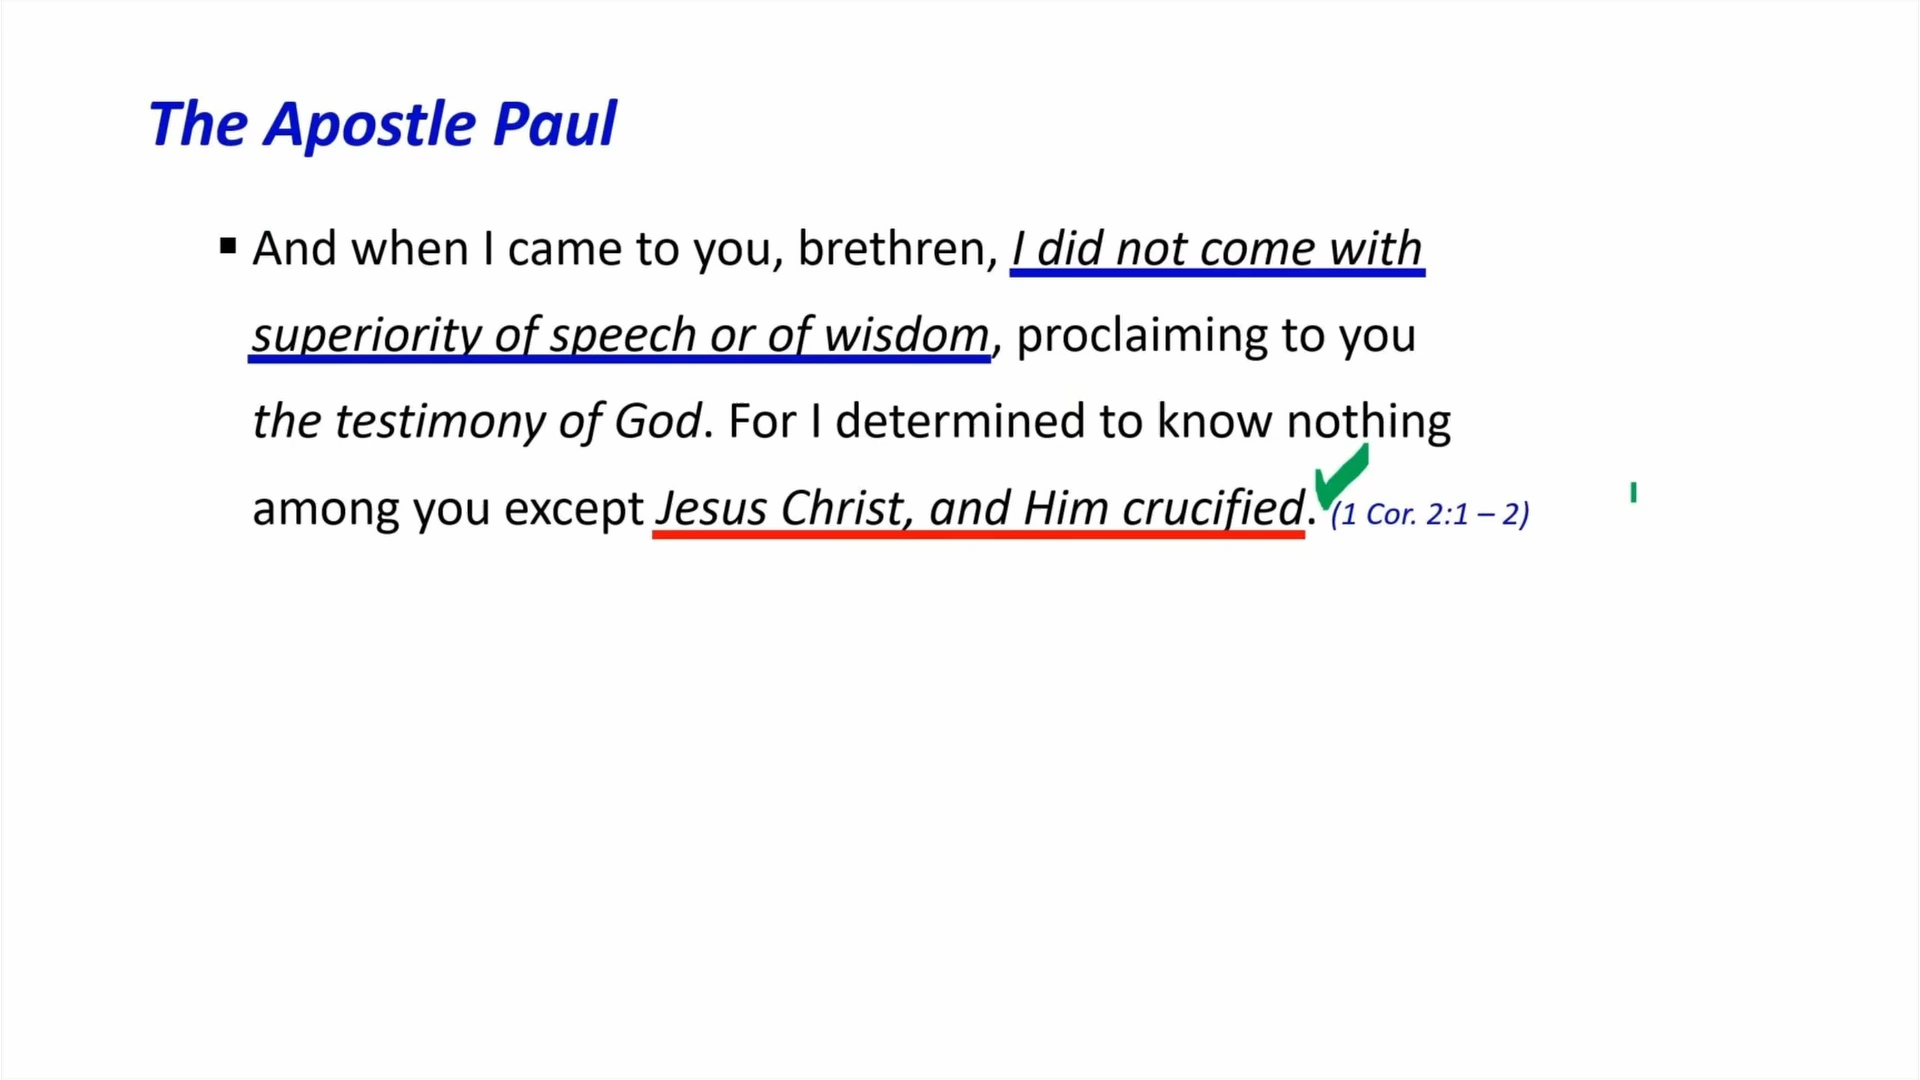 The Apostle Paul
▪ And when I came to you, brethren, I did not come with
superiority of speech or of wisdom, proclaiming to you
the testimony of God. For I determined to know nothing
among you except Jesus Christ, and Him crucified. (1 Cor. 2:1 – 2)